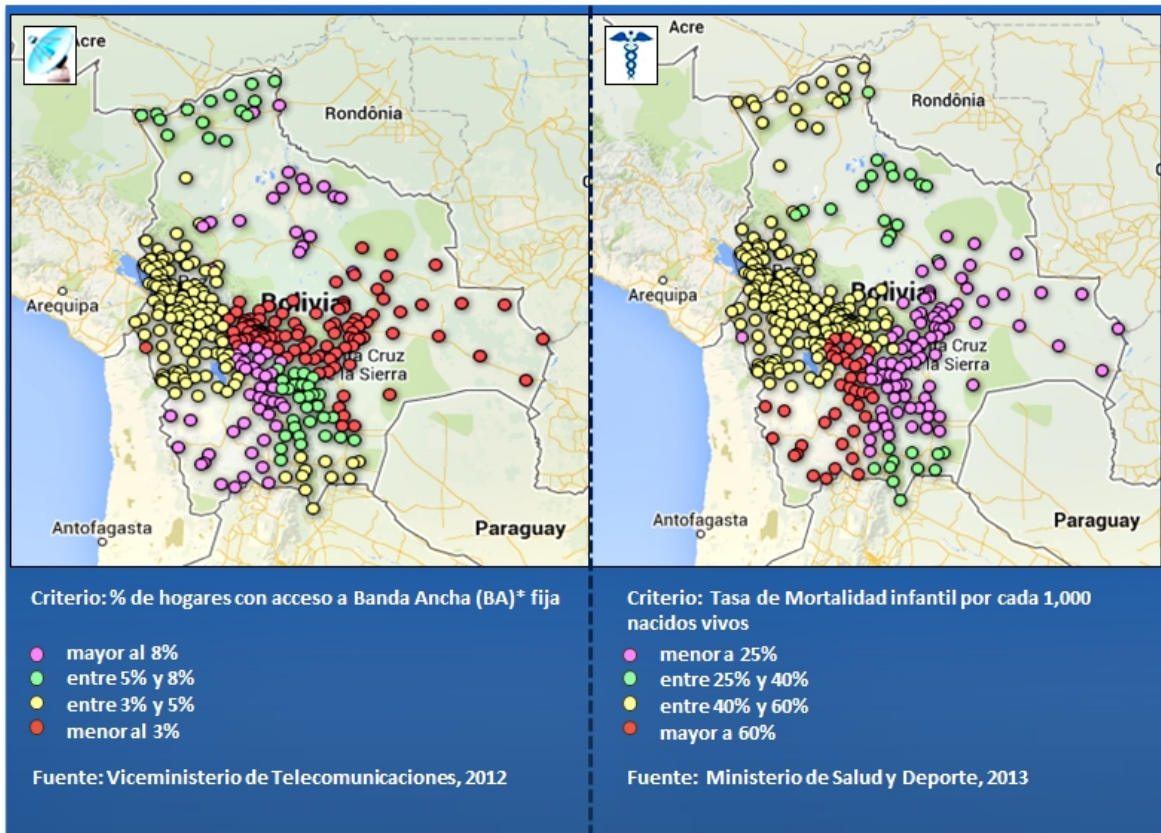 Acre
Rondônia
Bolivia
Arequipa
Cruz
de la Sierra
Antofagasta
Paraguay
Criterio: % de hogares con acceso a Banda Ancha (BA)* fija
mayor al 8%
entre 5% y 8%
entre 3% y 5%
menor al 3%
Fuente: Viceministerio de Telecomunicaciones, 2012
Acre
Rondônia
Bolivia
Arequipa
Cruz
la Sierra
Antofagasta
Paraguay
Criterio: Tasa de Mortalidad infantil por cada 1,000
nacidos vivos
menor a 25%
entre 25% y 40%
entre 40% y 60%
mayor a 60%
Fuente: Ministerio de Salud y Deporte, 2013